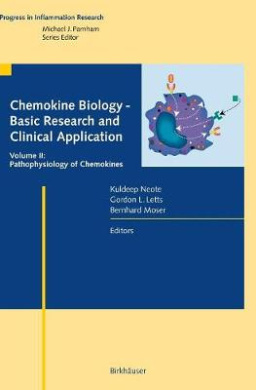 Progress in Inflammation Research
Michael J. Parnham
Series Editor
Chemokine Biology -
Basic Research and
Clinical Application
Volume II:
Pathophysiology of Chemokines
Kuldeep Neote
Gordon L. Letts
Bernhard Moser
Editors
Birkhäuser